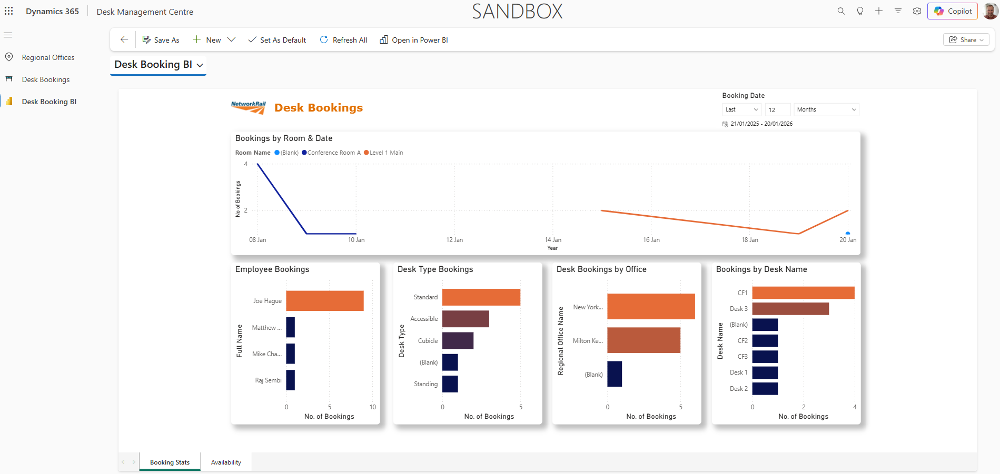 Dynamics 365
Desk Management Centre
SANDBOX
Copilot
Save As
New
Set As Default
Refresh All
Open in Power BI
Share
Regional Offices
Desk Bookings
Desk Booking BI
Desk Booking BI
NetworkRail
Desk Bookings
Booking Date
Last
12
Months
21/01/2025 - 20/01/2026
Bookings by Room & Date
Room Name (Blank) Conference Room A Level 1 Main
No of Bookings
4
2
08 Jan 10 Jan 12 Jan 14 Jan 16 Jan 18 Jan 20 Jan
Year
Employee Bookings
Full Name
Joe Hague
Matthew ...
Mike Cha...
Raj Sembi
0 5 10
No. of Bookings
Desk Type Bookings
Desk Type
Standard
Accessible
Cubicle
(Blank)
Standing
0 5
No. of Bookings
Desk Bookings by Office
Regional Office Name
New York...
Milton Ke...
(Blank)
0 5
No. of Bookings
Bookings by Desk Name
Desk Name
CF1
Desk 3
(Blank)
CF2
CF3
Desk 1
Desk 2
0 2 4
No. of Bookings
Booking Stats
Availability